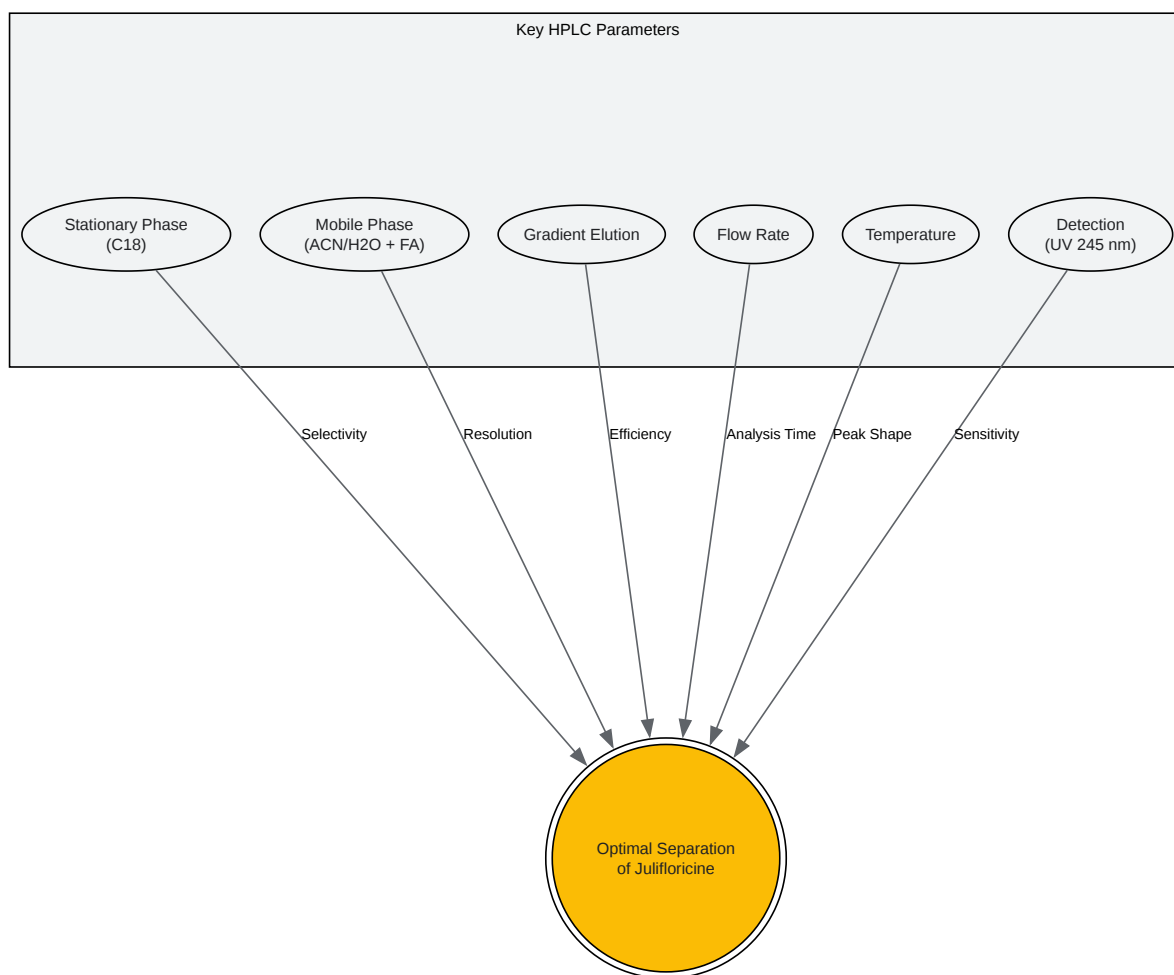 Key HPLC Parameters
Stationary Phase
(C18)
Mobile Phase
(ACN/H2O + FA)
Gradient Elution
Flow Rate
Temperature
Detection
(UV 245 nm)
Selectivity
Resolution
Efficiency
Analysis Time
Peak Shape
Sensitivity
Optimal Separation
of Julifloricine